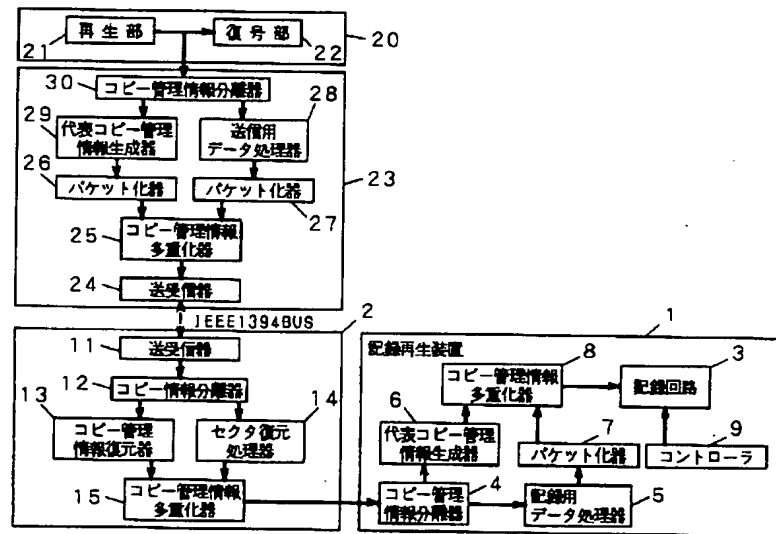 再生部
復号部
21
22
20
30
コピー管理情報分離器
28
29
代表コピー管理
情報生成器
送信用
データ処理器
26
パケット化器
パケット化器
23
27
25
コピー管理情報
多重化器
24
送受信器
IEEE1394BUS
2
1
11
送受信器
記録再生装置
8
3
12
コピー情報分離器
コピー管理情報
多重化器
記録回路
13
14
6
コピー管理
情報復元器
セクタ復元
処理器
代表コピー管理
情報生成器
7
9
パケット化器
コントローラ
15
コピー管理情報
多重化器
コピー管理
情報分離器
4
記録用
データ処理器
5